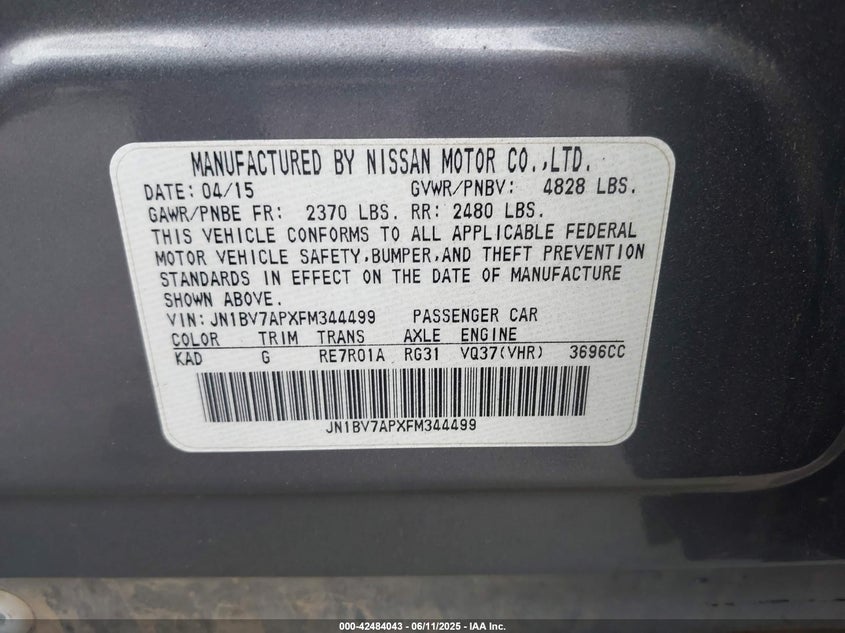 MANUFACTURED BY NISSAN MOTOR CO.,LTD.
DATE: 04/15 GVWR/PNBV: 4828 LBS.
GAWR/PNBE FR: 2370 LBS. RR: 2480 LBS.
THIS VEHICLE CONFORMS TO ALL APPLICABLE FEDERAL
MOTOR VEHICLE SAFETY,BUMPER,AND THEFT PREVENTION
STANDARDS IN EFFECT ON THE DATE OF MANUFACTURE
SHOWN ABOVE.
VIN:JN1BV7APXFM344499 PASSENGER CAR
COLOR TRIM TRANS AXLE ENGINE
KAD G RE7R01A RG31 VQ37(VHR) 3696CC
JN1BV7APXFM344499
000-42484043 / 06/11/2025 - IAA Inc.